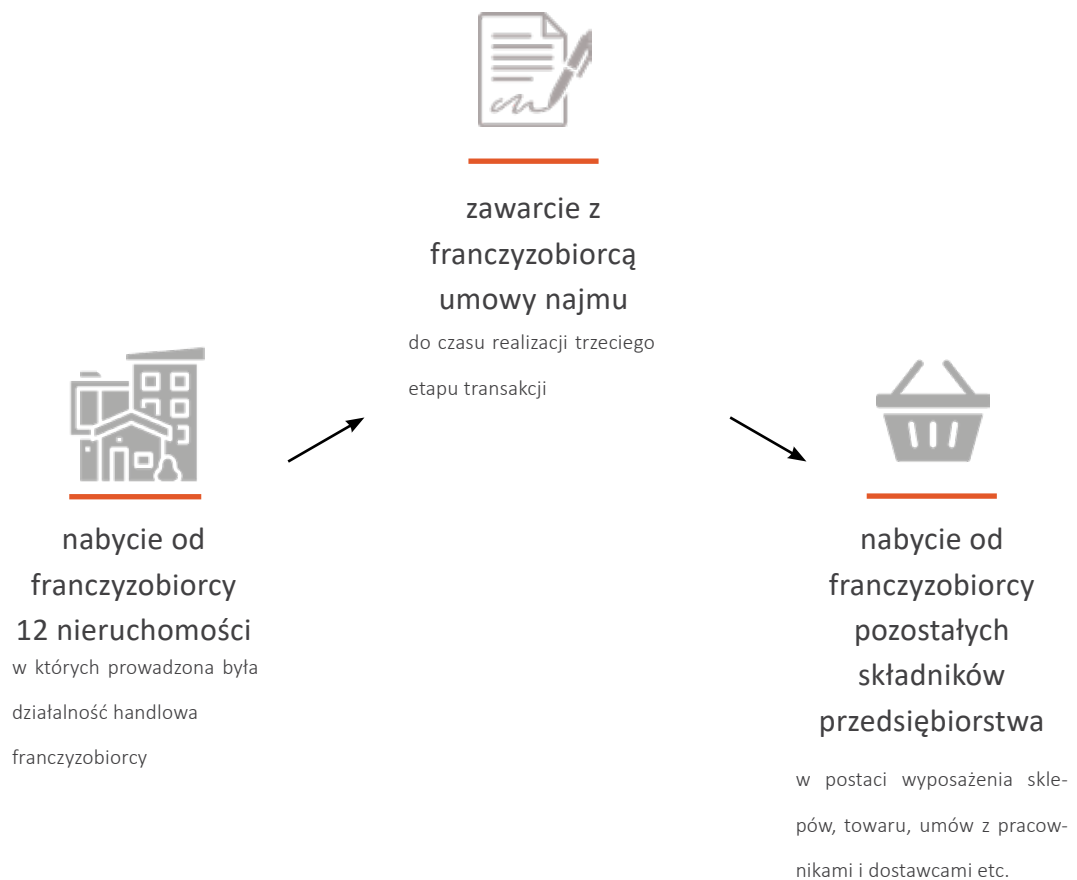 nabycie od
franczyzobiorcy
12 nieruchomości
w których prowadzona była
działalność handlowa
franczyzobiorcy
zawarcie z
franczyzobiorcą
umowy najmu
do czasu realizacji trzeciego
etapu transakcji
nabycie od
franczyzobiorcy
pozostałych
składników
przedsiębiorstwa
w postaci wyposażenia skle-
pów, towaru, umów z pracow-
nikami i dostawcami etc.